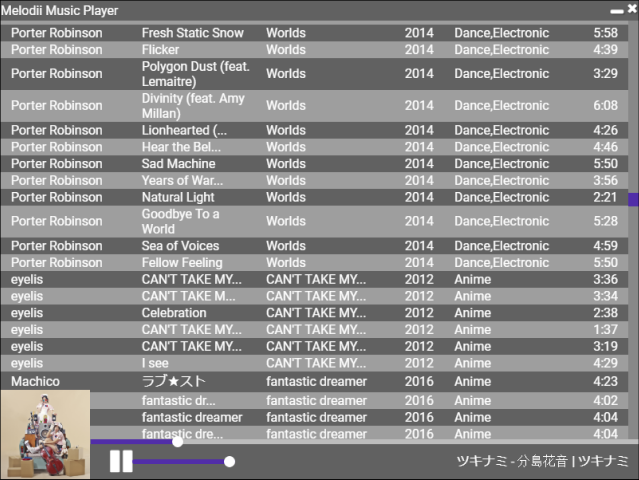 Melodii Music Player
Porter Robinson Fresh Static Snow Worlds 2014 Dance,Electronic 5:58
Porter Robinson Flicker Worlds 2014 Dance,Electronic 4:39
Porter Robinson Polygon Dust (feat. Lemaitre) Worlds 2014 Dance,Electronic 3:29
Porter Robinson Divinity (feat. Amy Millan) Worlds 2014 Dance,Electronic 6:08
Porter Robinson Lionhearted (... Worlds 2014 Dance,Electronic 4:26
Porter Robinson Hear the Bel... Worlds 2014 Dance,Electronic 4:46
Porter Robinson Sad Machine Worlds 2014 Dance,Electronic 5:50
Porter Robinson Years of War... Worlds 2014 Dance,Electronic 3:56
Porter Robinson Natural Light Worlds 2014 Dance,Electronic 2:21
Porter Robinson Goodbye To a World Worlds 2014 Dance,Electronic 5:28
Porter Robinson Sea of Voices Worlds 2014 Dance,Electronic 4:59
Porter Robinson Fellow Feeling Worlds 2014 Dance,Electronic 5:50
eyelis CAN'T TAKE MY... CAN'T TAKE MY... 2012 Anime 3:36
eyelis CAN'T TAKE M... CAN'T TAKE MY... 2012 Anime 3:34
eyelis Celebration CAN'T TAKE MY... 2012 Anime 2:38
eyelis CAN'T TAKE MY... CAN'T TAKE MY... 2012 Anime 1:37
eyelis CAN'T TAKE MY... CAN'T TAKE MY... 2012 Anime 3:19
eyelis I see CAN'T TAKE MY... 2012 Anime 4:29
Machico ラブ★スト fantastic dreamer 2016 Anime 4:23
fantastic dr... fantastic dreamer 2016 Anime 4:02
fantastic dreamer fantastic dreamer 2016 Anime 4:04
fantastic dre... fantastic dreamer 2016 Anime 4:04
ツキナミ - 分島花音 | ツキナミ